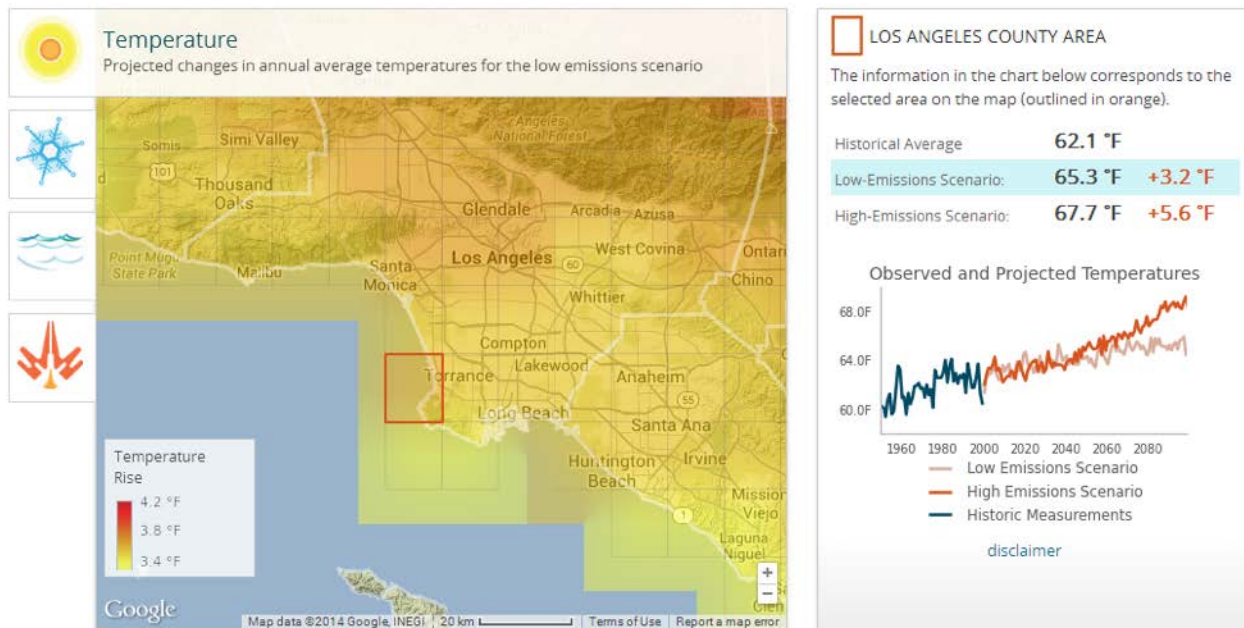 Temperature
Projected changes in annual average temperatures for the low emissions scenario
Angeles
National Forest
Somis
Simi Valley
101
Thousand
Oaks
Glendale
Arcadia
Azusa
Point Mugu
State Park
Malibu
Santa
Monica
Los Angeles
60
West Covina
Ontari
Chino
Whittier
Compton
Torrance
Lakewood
Anaheim
55
Long Beach
Santa Ana
Huntington
Beach
Irvine
Mission
Viejo
1
Laguna
Niguel
Sa
Clen
Temperature
Rise
4.2 °F
3.8 °F
3.4 °F
+
−
Google
Map data ©2014 Google, INEGI
20 km
Terms of Use
Report a map error
LOS ANGELES COUNTY AREA
The information in the chart below corresponds to the
selected area on the map (outlined in orange).
Historical Average 62.1 °F
Low-Emissions Scenario: 65.3 °F +3.2 °F
High-Emissions Scenario: 67.7 °F +5.6 °F
Observed and Projected Temperatures
68.0F
64.0F
60.0F
1960 1980 2000 2020 2040 2060 2080
Low Emissions Scenario
High Emissions Scenario
Historic Measurements
disclaimer